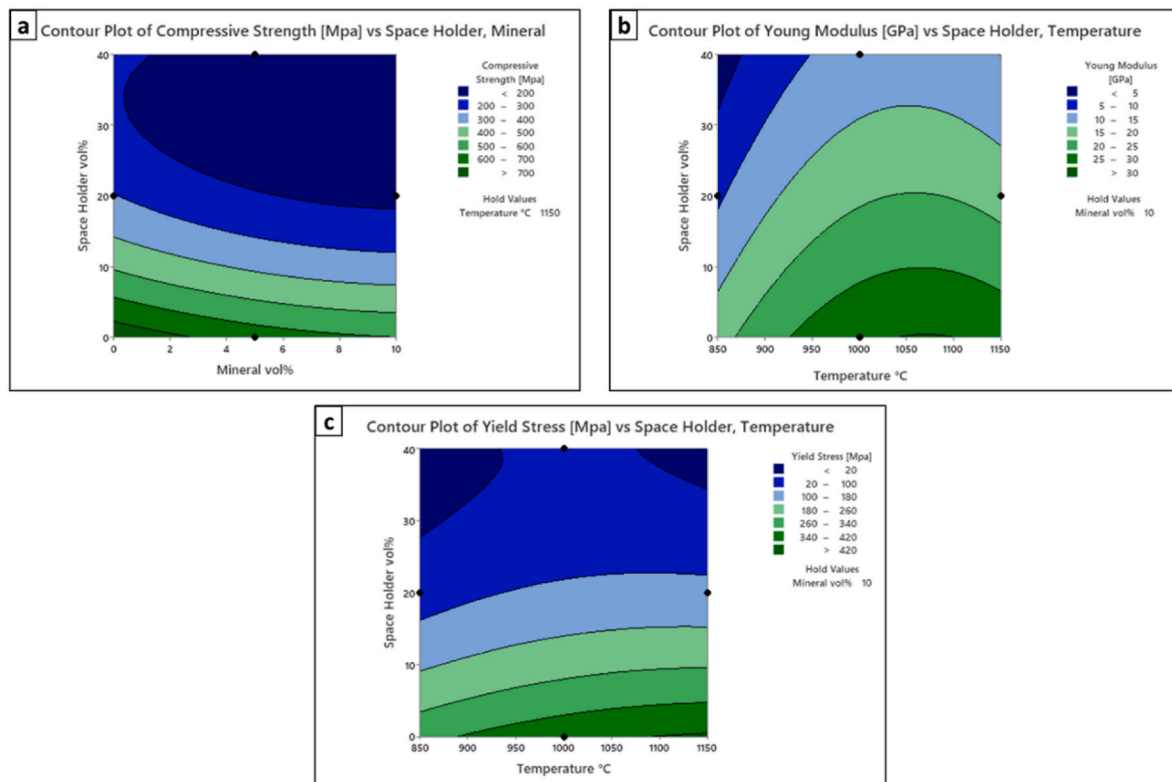 a
Contour Plot of Compressive Strength [Mpa] vs Space Holder, Mineral
Space Holder vol%
40
30
20
10
0
0 2 4 6 8 10
Mineral vol%
Compressive
Strength [Mpa]
< 200
200 – 300
300 – 400
400 – 500
500 – 600
600 – 700
> 700
Hold Values
Temperature °C 1150
b
Contour Plot of Young Modulus [GPa] vs Space Holder, Temperature
Space Holder vol%
40
30
20
10
0
850 900 950 1000 1050 1100 1150
Temperature °C
Young Modulus
[GPa]
< 5
5 – 10
10 – 15
15 – 20
20 – 25
25 – 30
> 30
Hold Values
Mineral vol% 10
c
Contour Plot of Yield Stress [Mpa] vs Space Holder, Temperature
Space Holder vol%
40
30
20
10
0
850 900 950 1000 1050 1100 1150
Temperature °C
Yield Stress [Mpa]
< 20
20 – 100
100 – 180
180 – 260
260 – 340
340 – 420
> 420
Hold Values
Mineral vol% 10